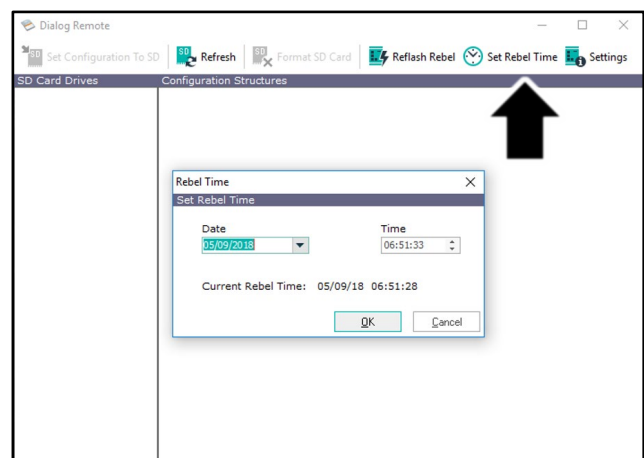 Dialog Remote
Set Configuration To SD Refresh Format SD Card Reflash Rebel Set Rebel Time Settings
SD Card Drives Configuration Structures
Rebel Time
Set Rebel Time
Date Time
05/09/2018 06:51:33
Current Rebel Time: 05/09/18 06:51:28
OK Cancel